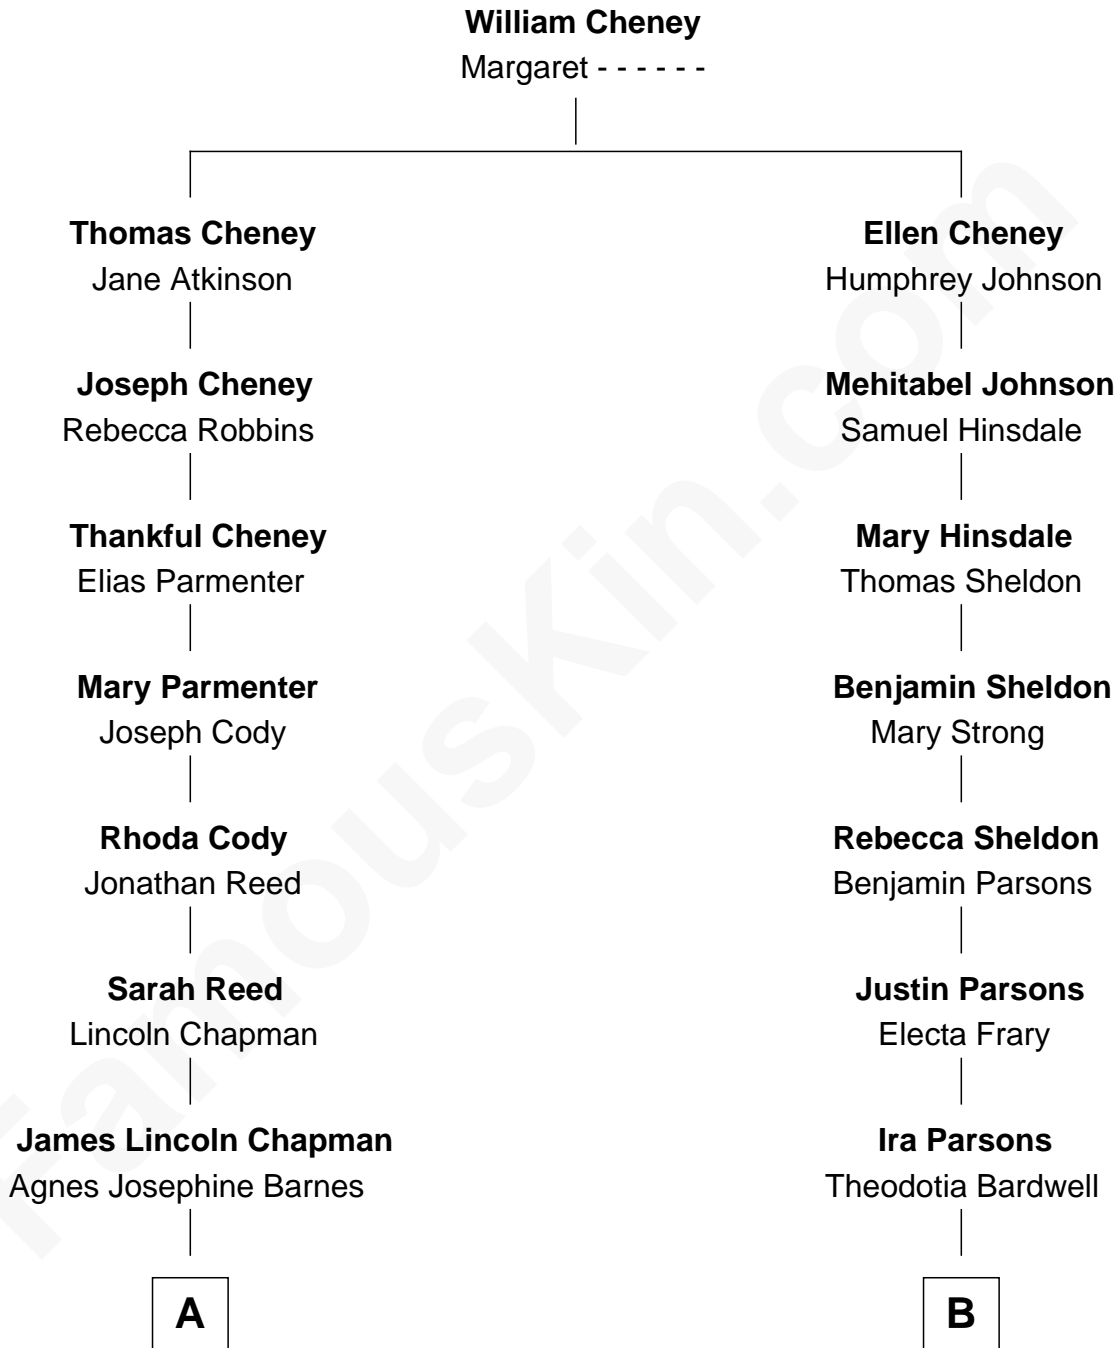 William Cheney
Margaret - - - - - -
Thomas Cheney
Jane Atkinson
Ellen Cheney
Humphrey Johnson
Joseph Cheney
Rebecca Robbins
Mehitabel Johnson
Samuel Hinsdale
Thankful Cheney
Elias Parmenter
Mary Hinsdale
Thomas Sheldon
Mary Parmenter
Joseph Cody
Benjamin Sheldon
Mary Strong
Rhoda Cody
Jonathan Reed
Rebecca Sheldon
Benjamin Parsons
Sarah Reed
Lincoln Chapman
Justin Parsons
Electa Frary
James Lincoln Chapman
Agnes Josephine Barnes
Ira Parsons
Theodotia Bardwell
A
B
FamousKin.com